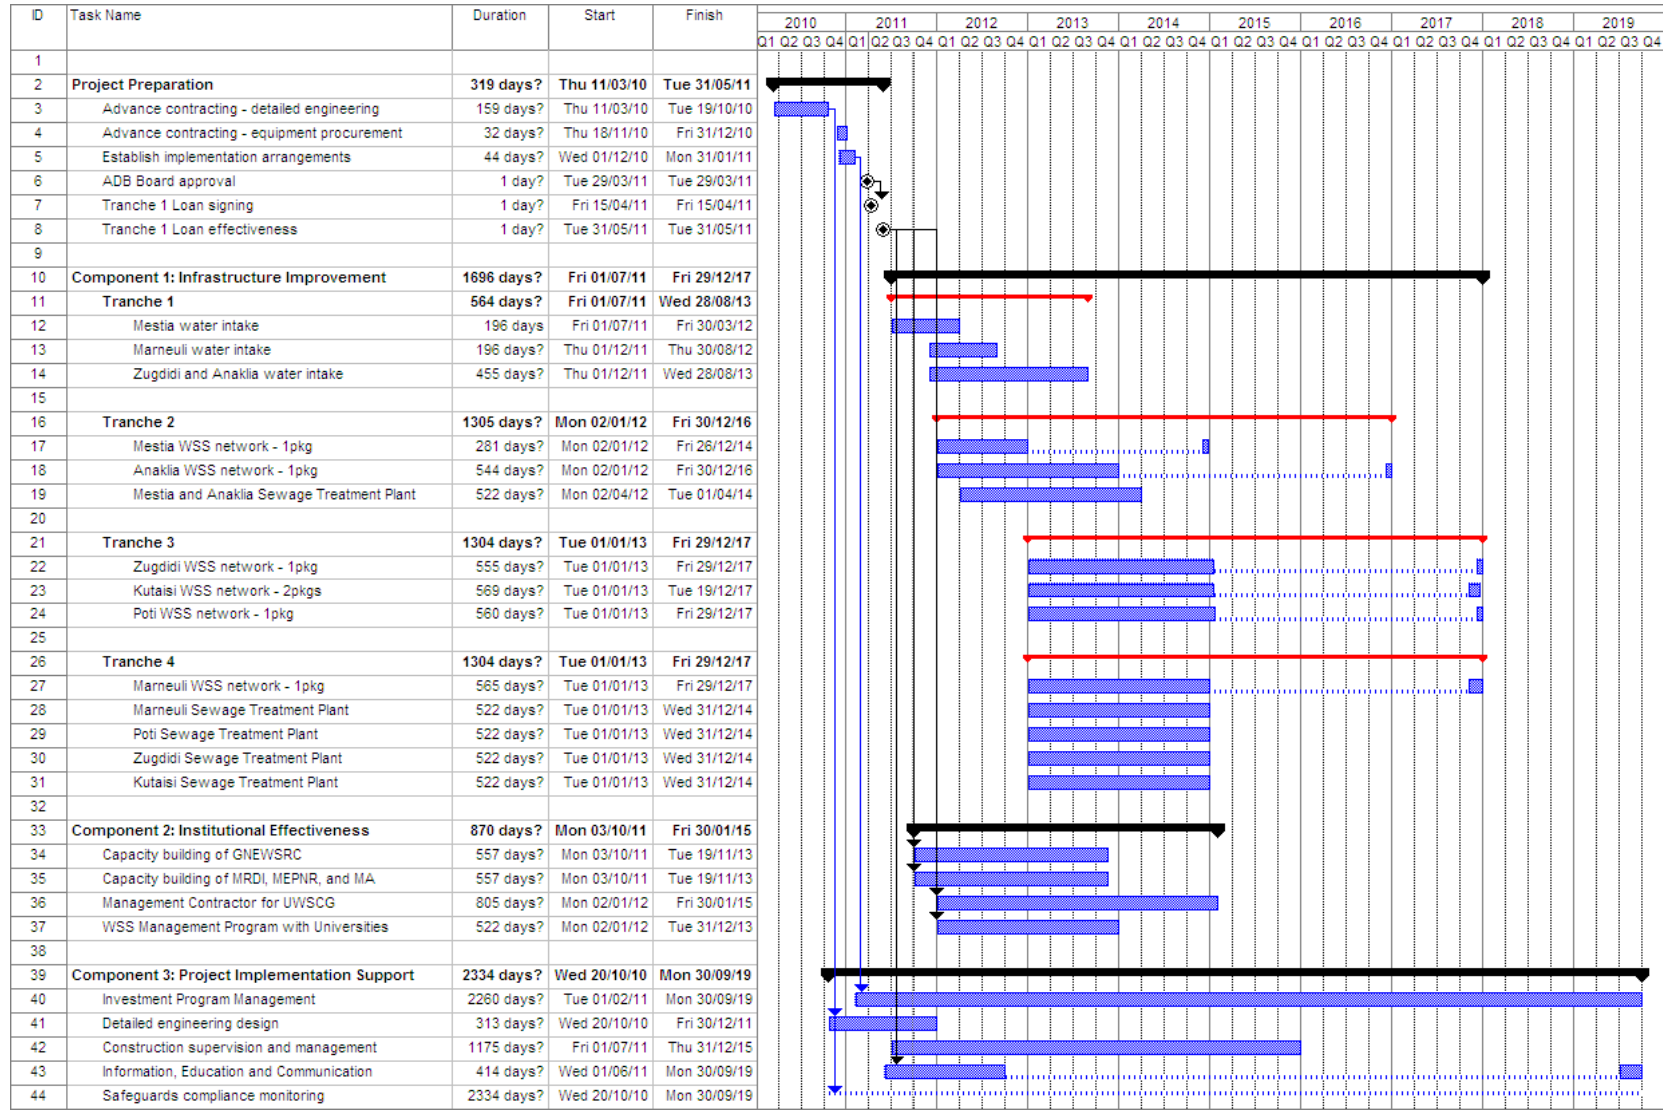 ID Task Name Duration Start Finish 2010 2011 2012 2013 2014 2015 2016 2017 2018 2019
Q1 Q2 Q3 Q4 Q1 Q2 Q3 Q4 Q1 Q2 Q3 Q4 Q1 Q2 Q3 Q4 Q1 Q2 Q3 Q4 Q1 Q2 Q3 Q4 Q1 Q2 Q3 Q4 Q1 Q2 Q3 Q4 Q1 Q2 Q3 Q4 Q1 Q2 Q3 Q4
1
2 Project Preparation 319 days? Thu 11/03/10 Tue 31/05/11
3 Advance contracting - detailed engineering 159 days? Thu 11/03/10 Tue 19/10/10
4 Advance contracting - equipment procurement 32 days? Thu 18/11/10 Fri 31/12/10
5 Establish implementation arrangements 44 days? Wed 01/12/10 Mon 31/01/11
6 ADB Board approval 1 day? Tue 29/03/11 Tue 29/03/11
7 Tranche 1 Loan signing 1 day? Fri 15/04/11 Fri 15/04/11
8 Tranche 1 Loan effectiveness 1 day? Tue 31/05/11 Tue 31/05/11
9
10 Component 1: Infrastructure Improvement 1696 days? Fri 01/07/11 Fri 29/12/17
11 Tranche 1 564 days? Fri 01/07/11 Wed 28/08/13
12 Mestia water intake 196 days Fri 01/07/11 Fri 30/03/12
13 Marneuli water intake 196 days? Thu 01/12/11 Thu 30/08/12
14 Zugdidi and Anaklia water intake 455 days? Thu 01/12/11 Wed 28/08/13
15
16 Tranche 2 1305 days? Mon 02/01/12 Fri 30/12/16
17 Mestia WSS network - 1pkg 281 days? Mon 02/01/12 Fri 26/12/14
18 Anaklia WSS network - 1pkg 544 days? Mon 02/01/12 Fri 30/12/16
19 Mestia and Anaklia Sewage Treatment Plant 522 days? Mon 02/04/12 Tue 01/04/14
20
21 Tranche 3 1304 days? Tue 01/01/13 Fri 29/12/17
22 Zugdidi WSS network - 1pkg 555 days? Tue 01/01/13 Fri 29/12/17
23 Kutaisi WSS network - 2pkgs 569 days? Tue 01/01/13 Tue 19/12/17
24 Poti WSS network - 1pkg 560 days? Tue 01/01/13 Fri 29/12/17
25
26 Tranche 4 1304 days? Tue 01/01/13 Fri 29/12/17
27 Marneuli WSS network - 1pkg 565 days? Tue 01/01/13 Fri 29/12/17
28 Marneuli Sewage Treatment Plant 522 days? Tue 01/01/13 Wed 31/12/14
29 Poti Sewage Treatment Plant 522 days? Tue 01/01/13 Wed 31/12/14
30 Zugdidi Sewage Treatment Plant 522 days? Tue 01/01/13 Wed 31/12/14
31 Kutaisi Sewage Treatment Plant 522 days? Tue 01/01/13 Wed 31/12/14
32
33 Component 2: Institutional Effectiveness 870 days? Mon 03/10/11 Fri 30/01/15
34 Capacity building of GNEWSRC 557 days? Mon 03/10/11 Tue 19/11/13
35 Capacity building of MRDI, MEPNR, and MA 557 days? Mon 03/10/11 Tue 19/11/13
36 Management Contractor for UWSCG 805 days? Mon 02/01/12 Fri 30/01/15
37 WSS Management Program with Universities 522 days? Mon 02/01/12 Tue 31/12/13
38
39 Component 3: Project Implementation Support 2334 days? Wed 20/10/10 Mon 30/09/19
40 Investment Program Management 2260 days? Tue 01/02/11 Mon 30/09/19
41 Detailed engineering design 313 days? Wed 20/10/10 Fri 30/12/11
42 Construction supervision and management 1175 days? Fri 01/07/11 Thu 31/12/15
43 Information, Education and Communication 414 days? Wed 01/06/11 Mon 30/09/19
44 Safeguards compliance monitoring 2334 days? Wed 20/10/10 Mon 30/09/19